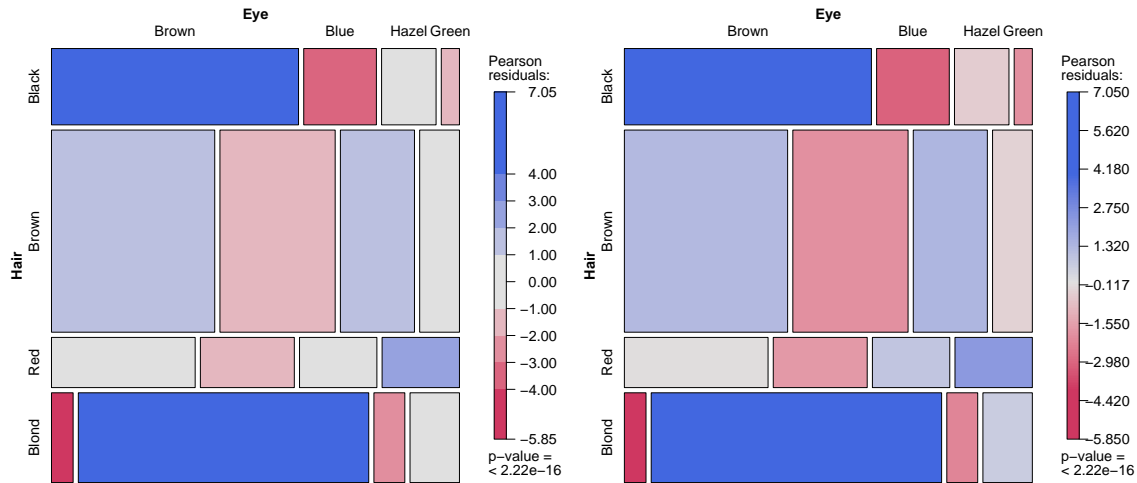 Eye
Brown Blue Hazel Green
Hair
Black
Brown
Red
Blond
Pearson
residuals:
7.05
4.00
3.00
2.00
1.00
0.00
−1.00
−2.00
−3.00
−4.00
−5.85
p−value =
< 2.22e−16
Eye
Brown Blue Hazel Green
Hair
Black
Brown
Red
Blond
Pearson
residuals:
7.050
5.620
4.180
2.750
1.320
−0.117
−1.550
−2.980
−4.420
−5.850
p−value =
< 2.22e−16